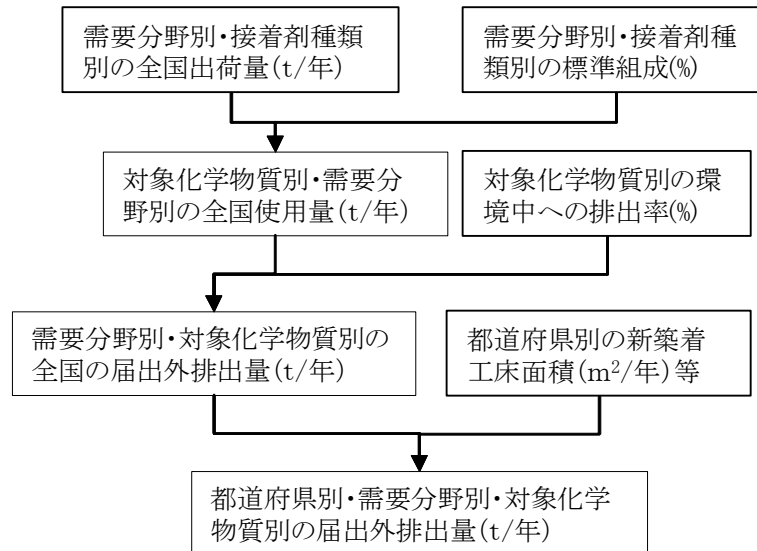 需要分野別・接着剤種類
別の全国出荷量(t/年)
需要分野別・接着剤種
類別の標準組成(%)
対象化学物質別・需要分
野別の全国使用量(t/年)
対象化学物質別の環
境中への排出率(%)
需要分野別・対象化学物質別の
全国の届出外排出量(t/年)
都道府県別の新築着
工床面積(m²/年)等
都道府県別・需要分野別・対象化学
物質別の届出外排出量(t/年)